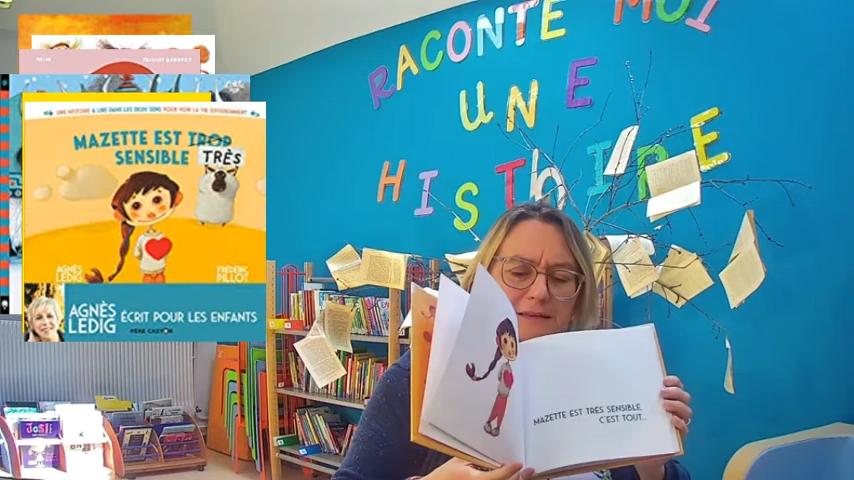 RACONTE MOI
UNE
HISTOIRE
UNE HISTOIRE À LIRE DANS LES DEUX SENS POUR VOIR LA VIE DIFFÉREMMENT
MAZETTE EST TROP
SENSIBLE
TRÈS
AGNÈS
LEDIG
FRÉDÉRIC
PILLOT
AGNÈS
LEDIG
ÉCRIT POUR LES ENFANTS
PÈRE CASTOR
MAZETTE EST TRÈS SENSIBLE,
C'EST TOUT...